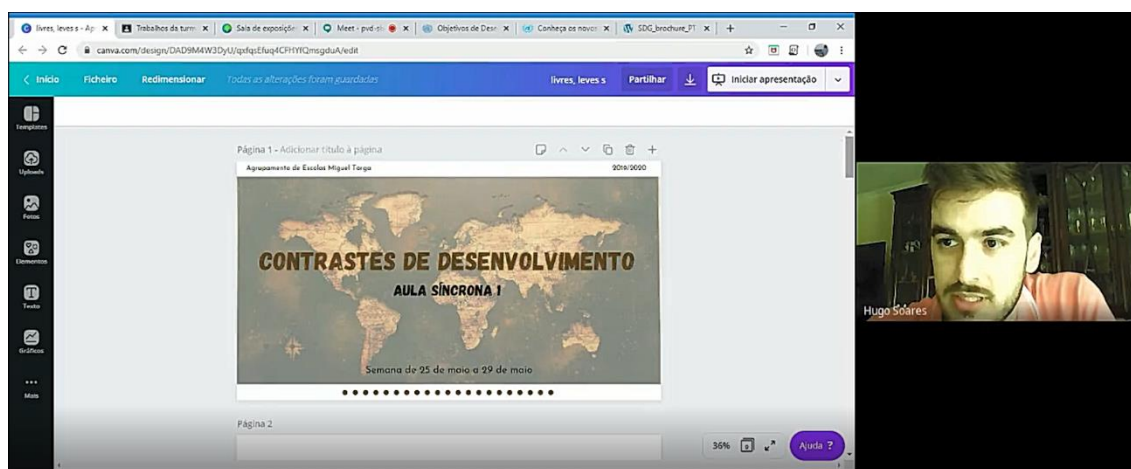 livres, leves s - Ap
Trabalhos da turm
Sala de exposiçõe
Meet - pvd-
Objetivos de Dese
Conheça os novos
SDG_brochure_PT
canva.com/design/DAD9M4W3DyU/qxfqsEfuq4CFHYfQmsgduA/edit
Início
Ficheiro
Redimensionar
Todas as alterações foram guardadas
livres, leves s
Partilhar
Iniciar apresentação
Templates
Uploads
Fotos
Elementos
Texto
Gráficos
Mais
Página 1 - Adicionar título à página
Agrupamento de Escolas Miguel Torga
2019/2020
CONTRASTES DE DESENVOLVIMENTO
AULA SÍNCRONA 1
Semana de 25 de maio a 29 de maio
Página 2
36%
9
Ajuda ?
Hugo Soares